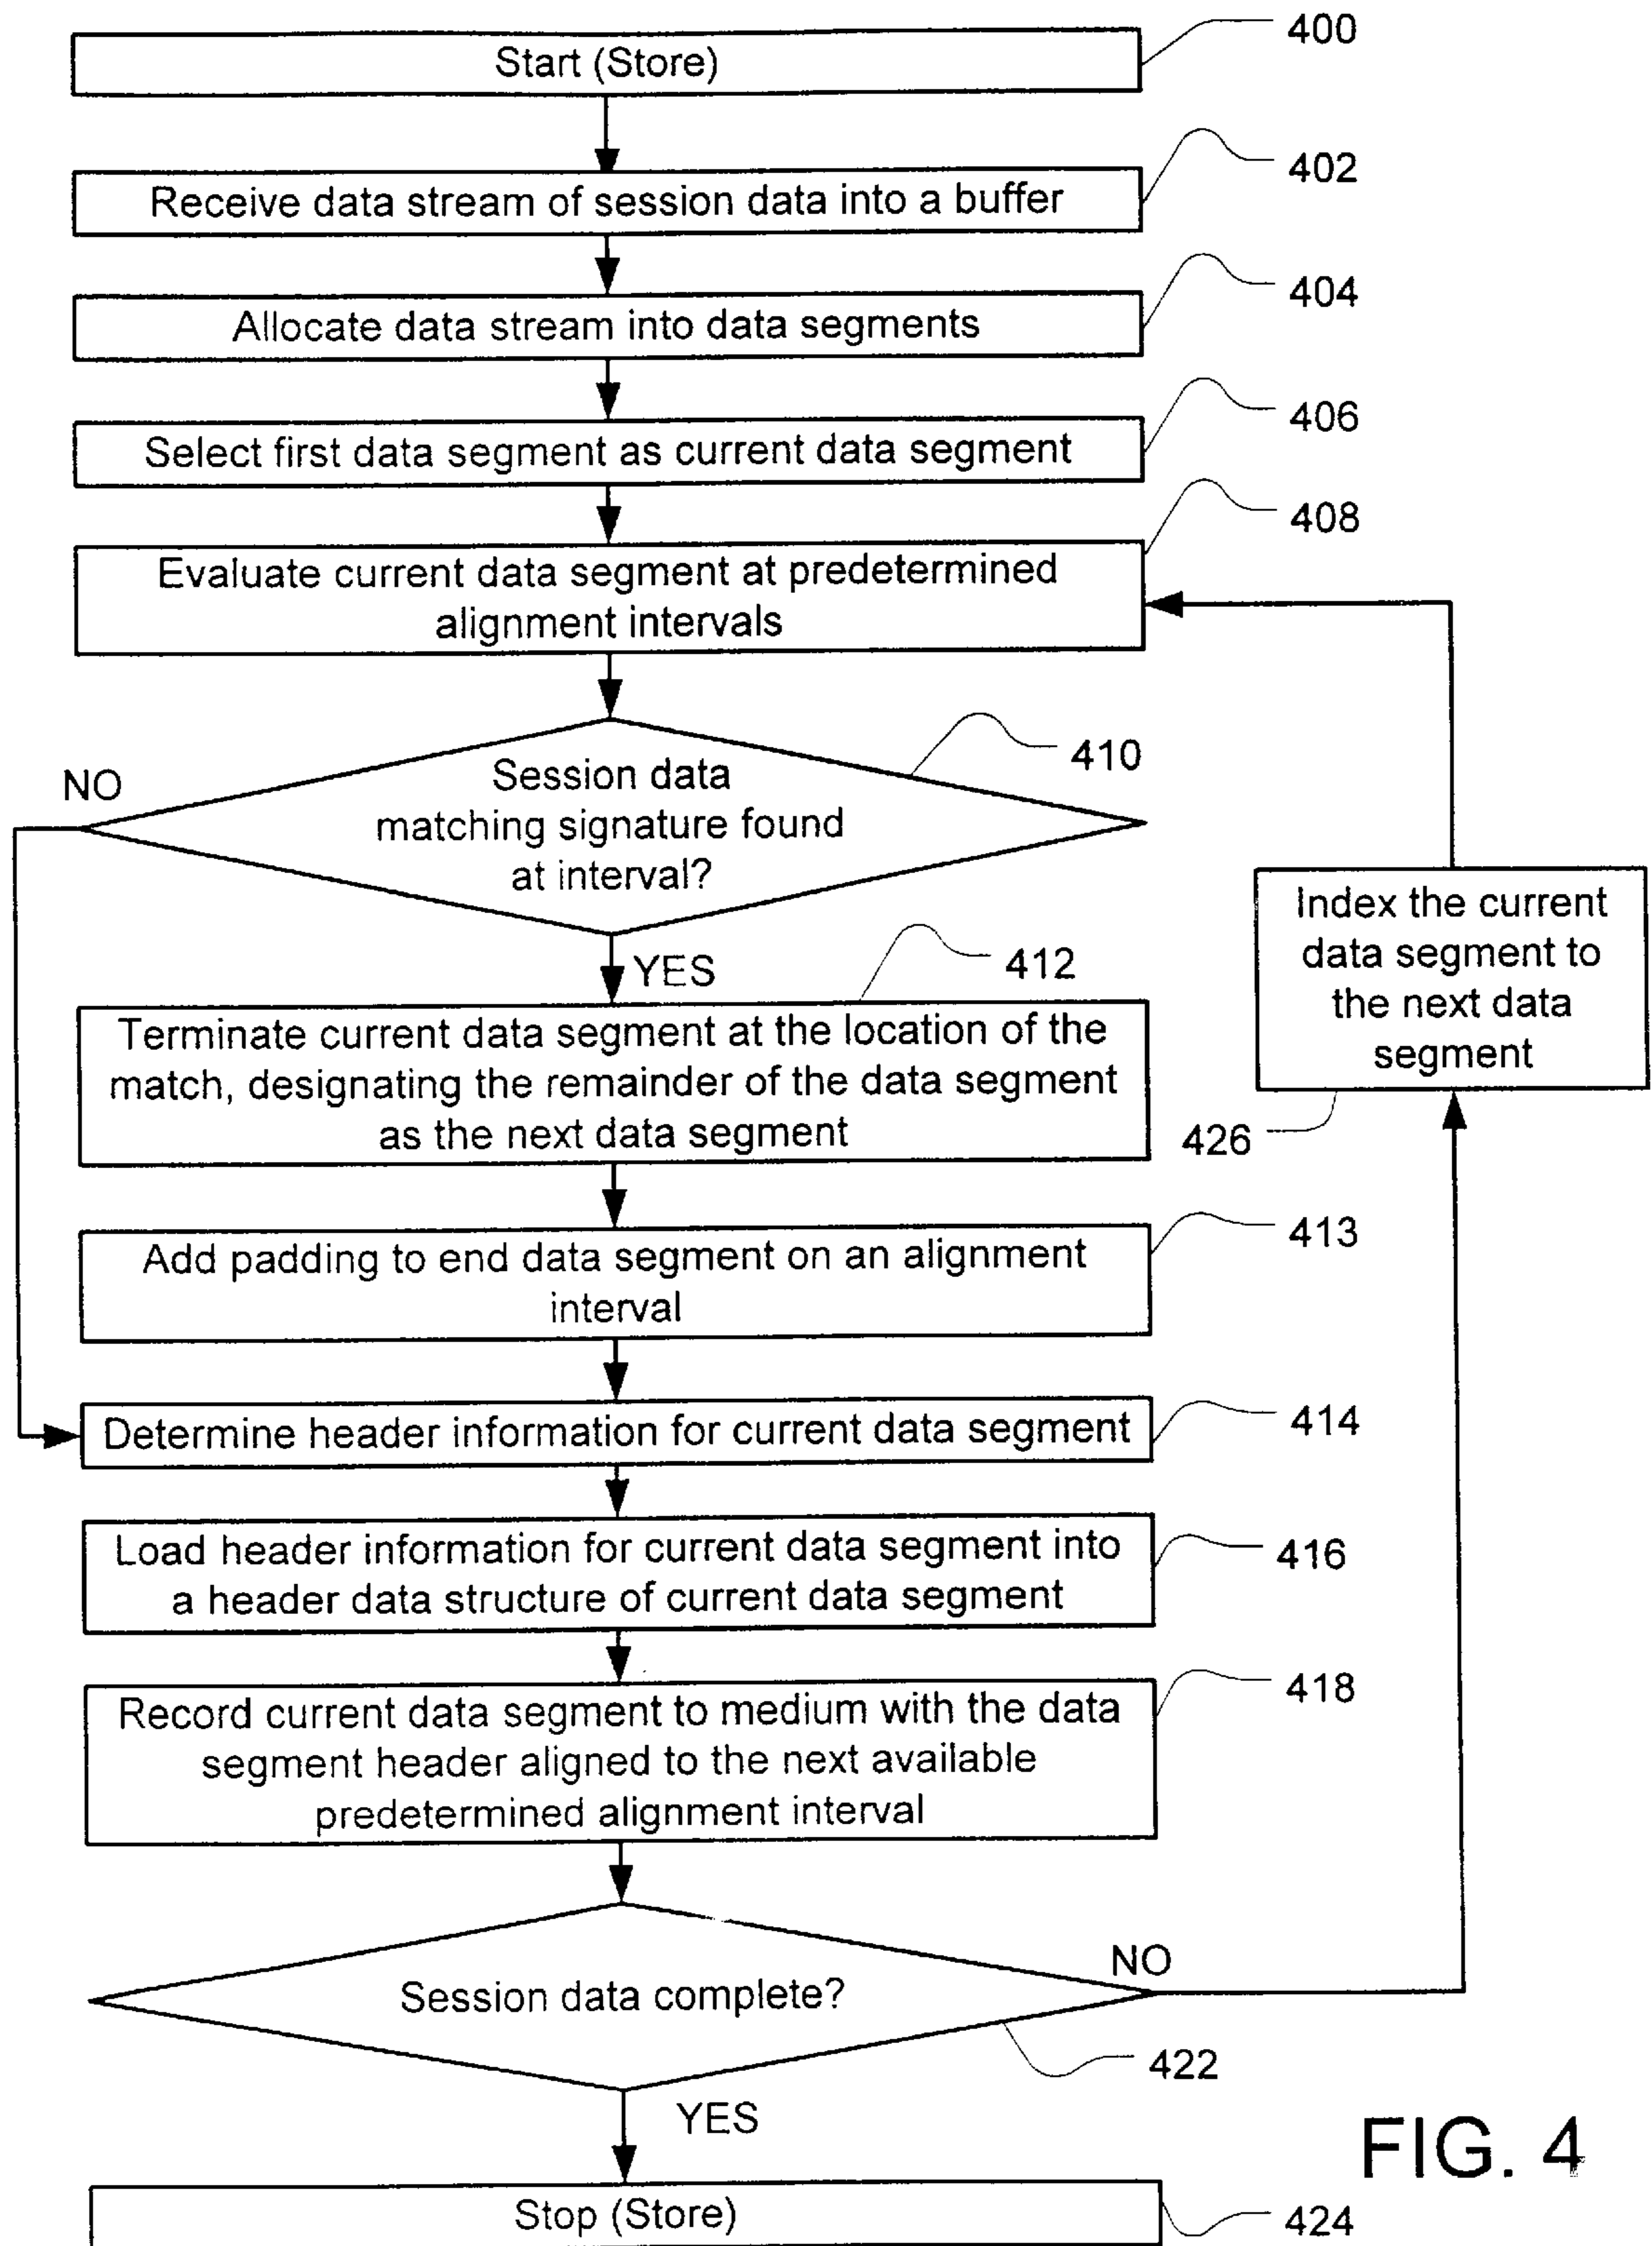 400
Start (Store)
402
Receive data stream of session data into a buffer
404
Allocate data stream into data segments
406
Select first data segment as current data segment
408
Evaluate current data segment at predetermined
alignment intervals
410
NO
Session data
matching signature found
at interval?
Index the current
data segment to
the next data
segment
426
YES
412
Terminate current data segment at the location of the
match, designating the remainder of the data segment
as the next data segment
413
Add padding to end data segment on an alignment
interval
414
Determine header information for current data segment
416
Load header information for current data segment into
a header data structure of current data segment
418
Record current data segment to medium with the data
segment header aligned to the next available
predetermined alignment interval
NO
Session data complete?
422
YES
FIG. 4
Stop (Store)
424